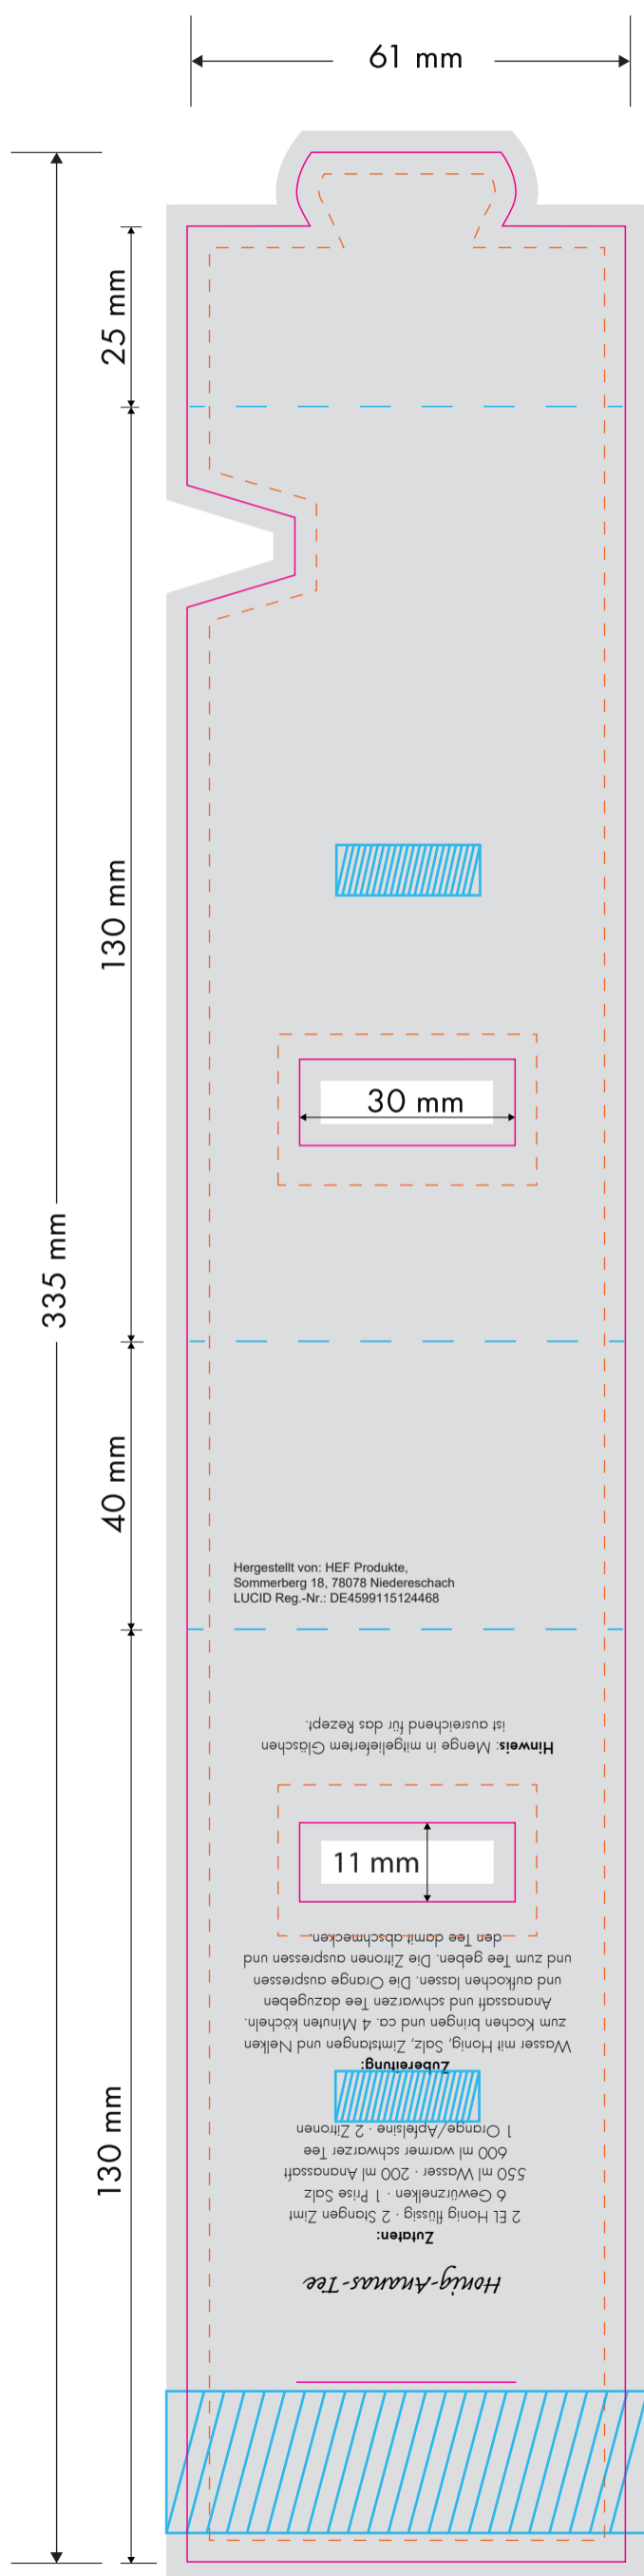 61 mm
25 mm
130 mm
30 mm
335 mm
40 mm
Hergestellt von: HEF Produkte,
Sommerberg 18, 78078 Niedereschach
LUCID Reg.-Nr.: DE4599115124468
130 mm
11 mm
Honig-Ananas-Tee
Zutaten:
2 EL Honig flüssig · 2 Stangen Zimt
6 Gewürznelken · 1 Prise Salz
550 ml Wasser · 200 ml Ananassaft
600 ml warmer schwarzer Tee
1 Orange/Apfelsine · 2 Zitronen
Zubereitung:
Wasser mit Honig, Salz, Zimtstangen und Nelken
zum Kochen bringen und ca. 4 Minuten köcheln.
Ananassaft und schwarzen Tee dazugeben
und aufkochen lassen. Die Orange auspressen
und zum Tee geben. Die Zitronen auspressen und
den Tee damit abschmecken.
Hinweis: Menge in mitgeliefertem Gläschen
ist ausreichend für das Rezept.